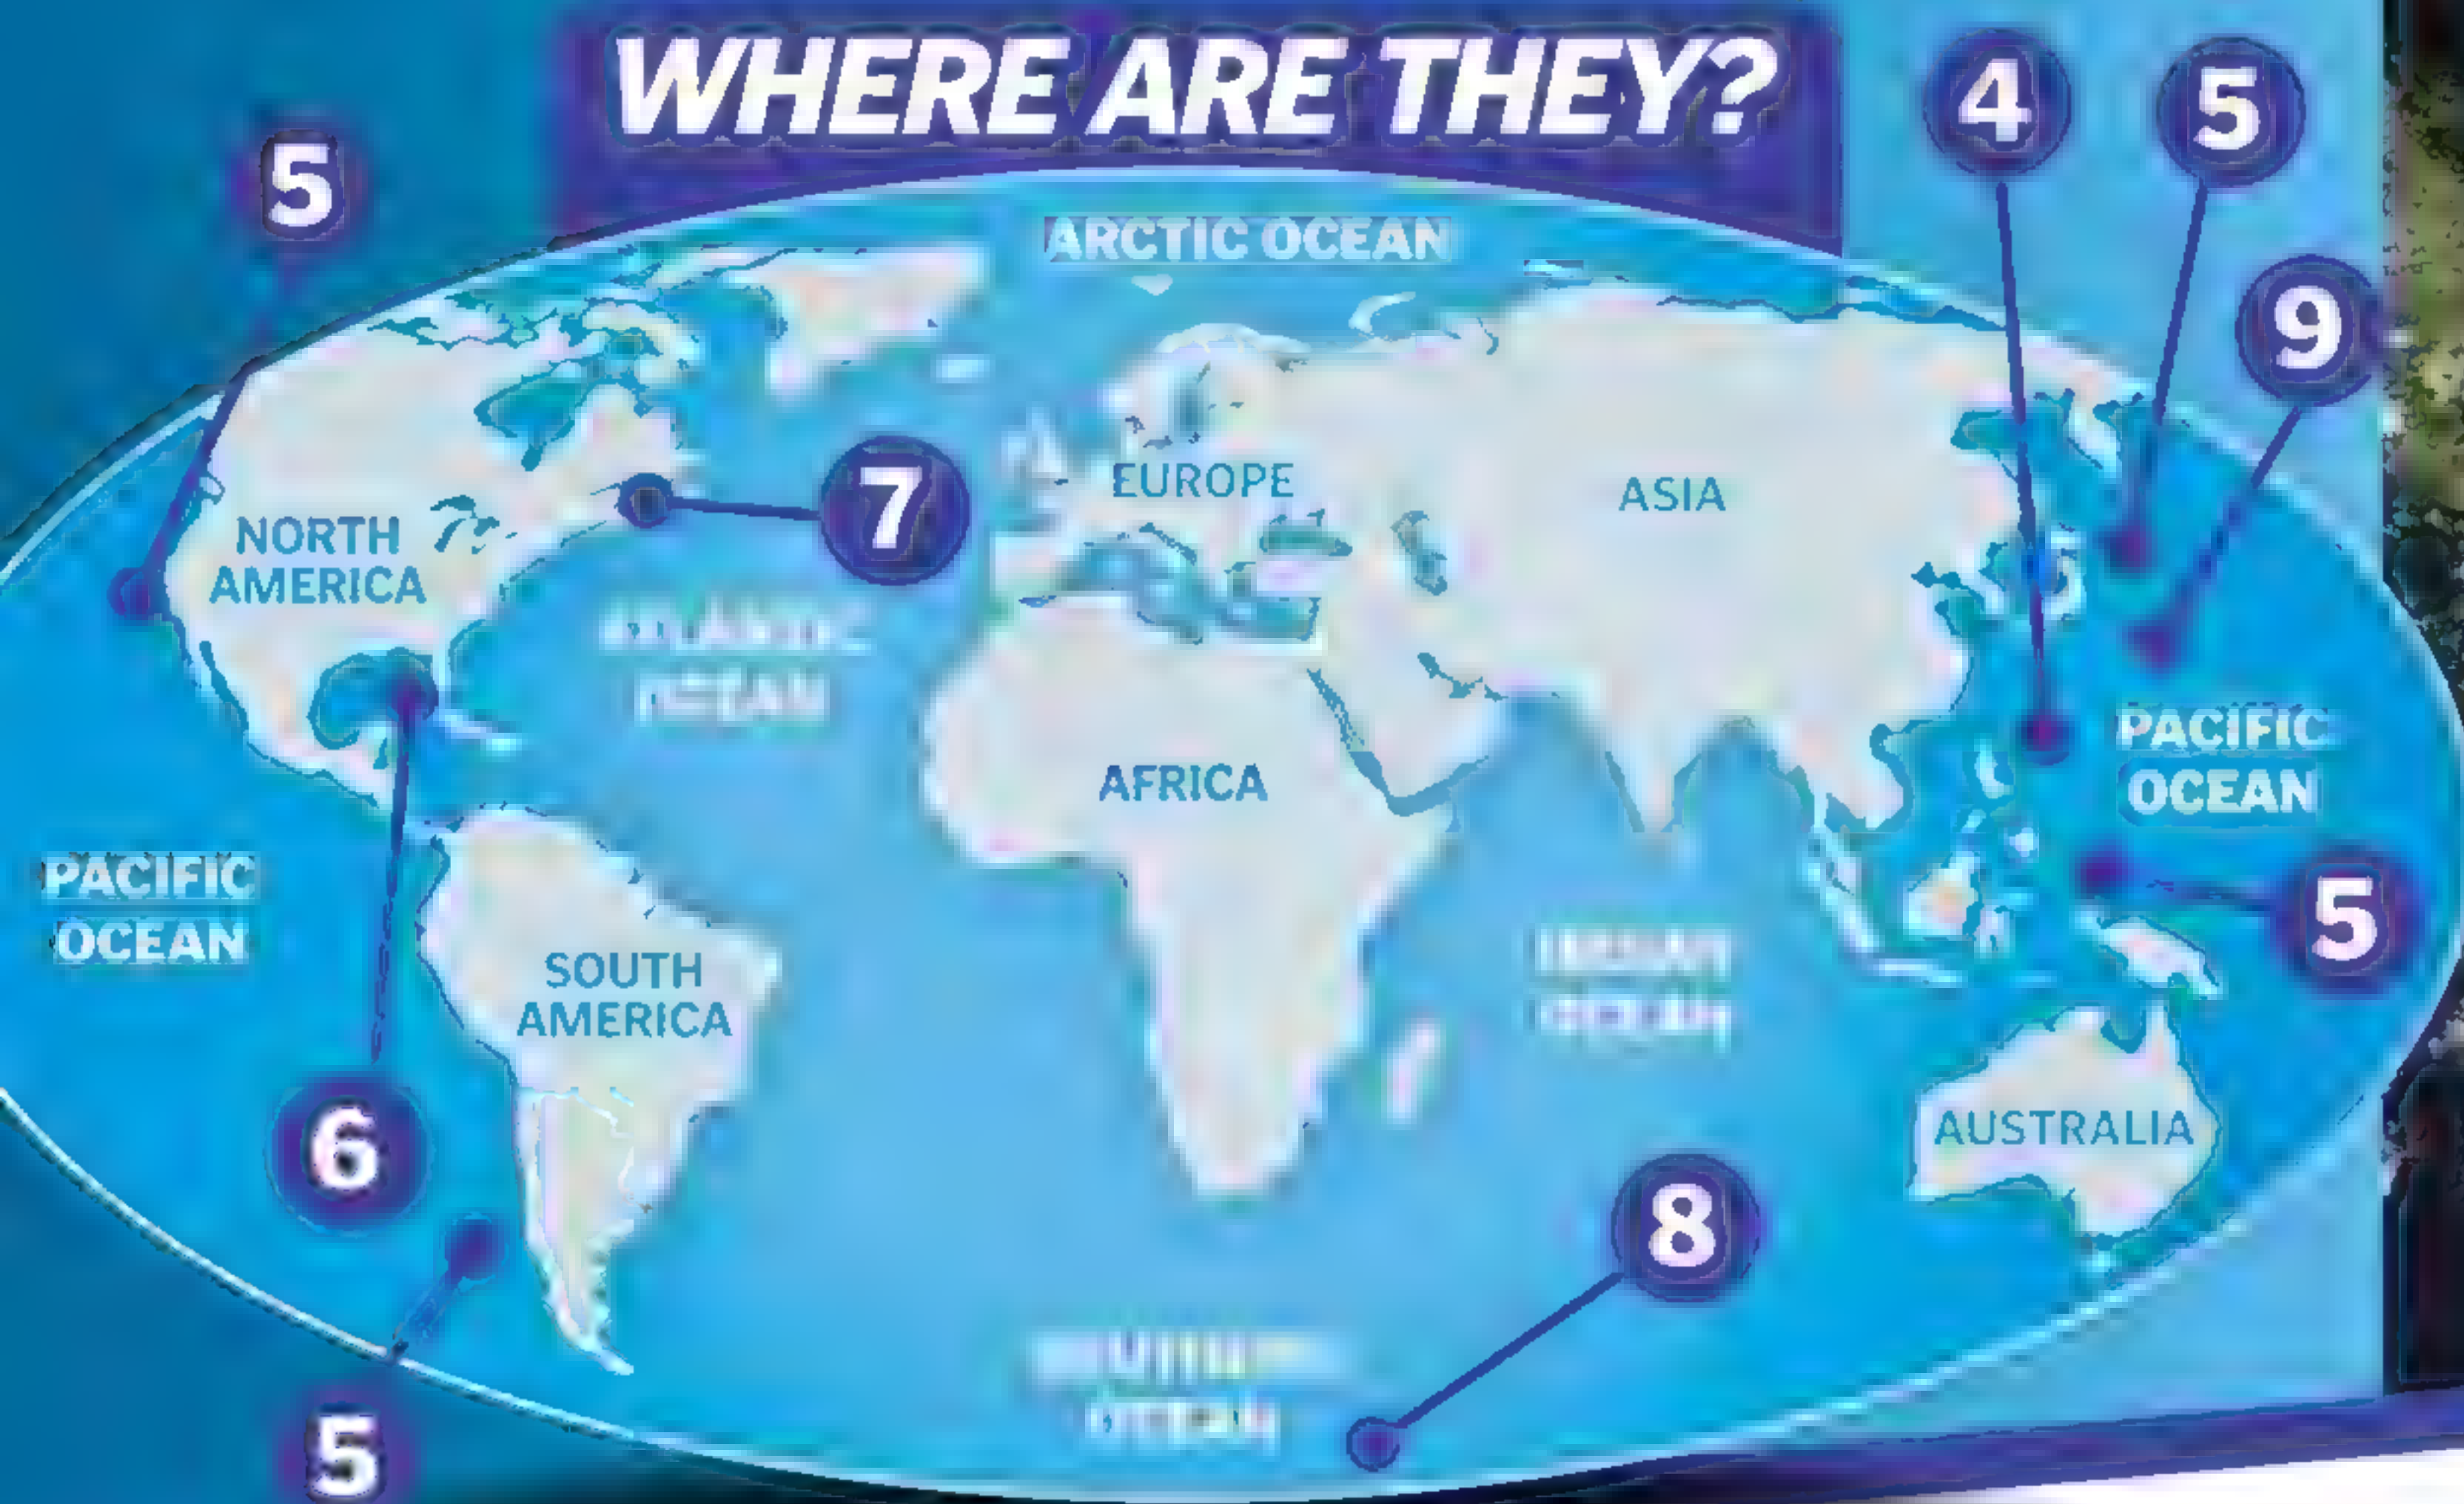 WHERE ARE THEY?
4
5
5
ARCTIC OCEAN
9
7
EUROPE
ASIA
NORTH
AMERICA
PACIFIC
OCEAN
AFRICA
PACIFIC
OCEAN
5
SOUTH
AMERICA
AUSTRALIA
6
8
5